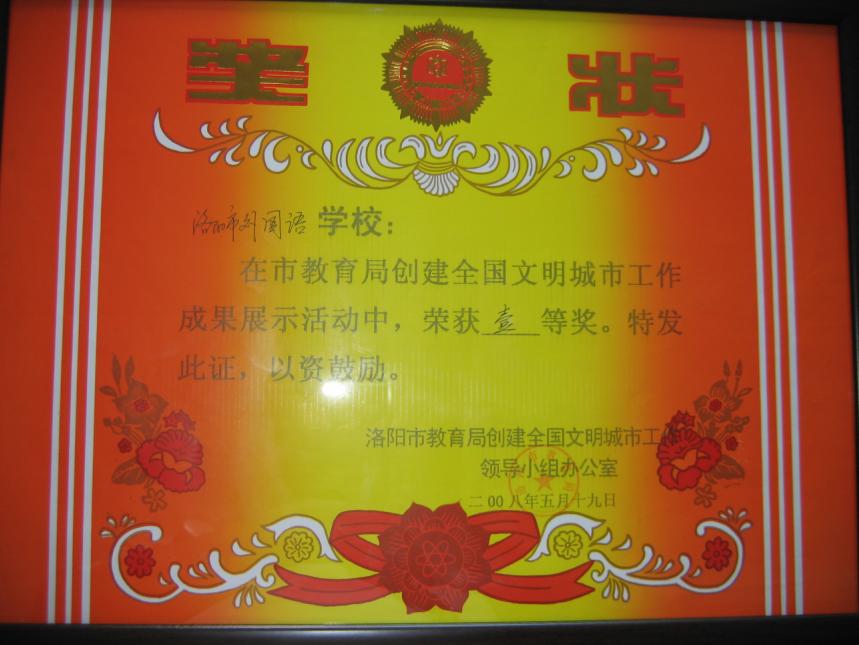 奖状
洛阳市外国语学校：
在市教育局创建全国文明城市工作
成果展示活动中，荣获壹等奖。特发
此证，以资鼓励。
洛阳市教育局创建全国文明城市工作
领导小组办公室
二00八年五月十九日